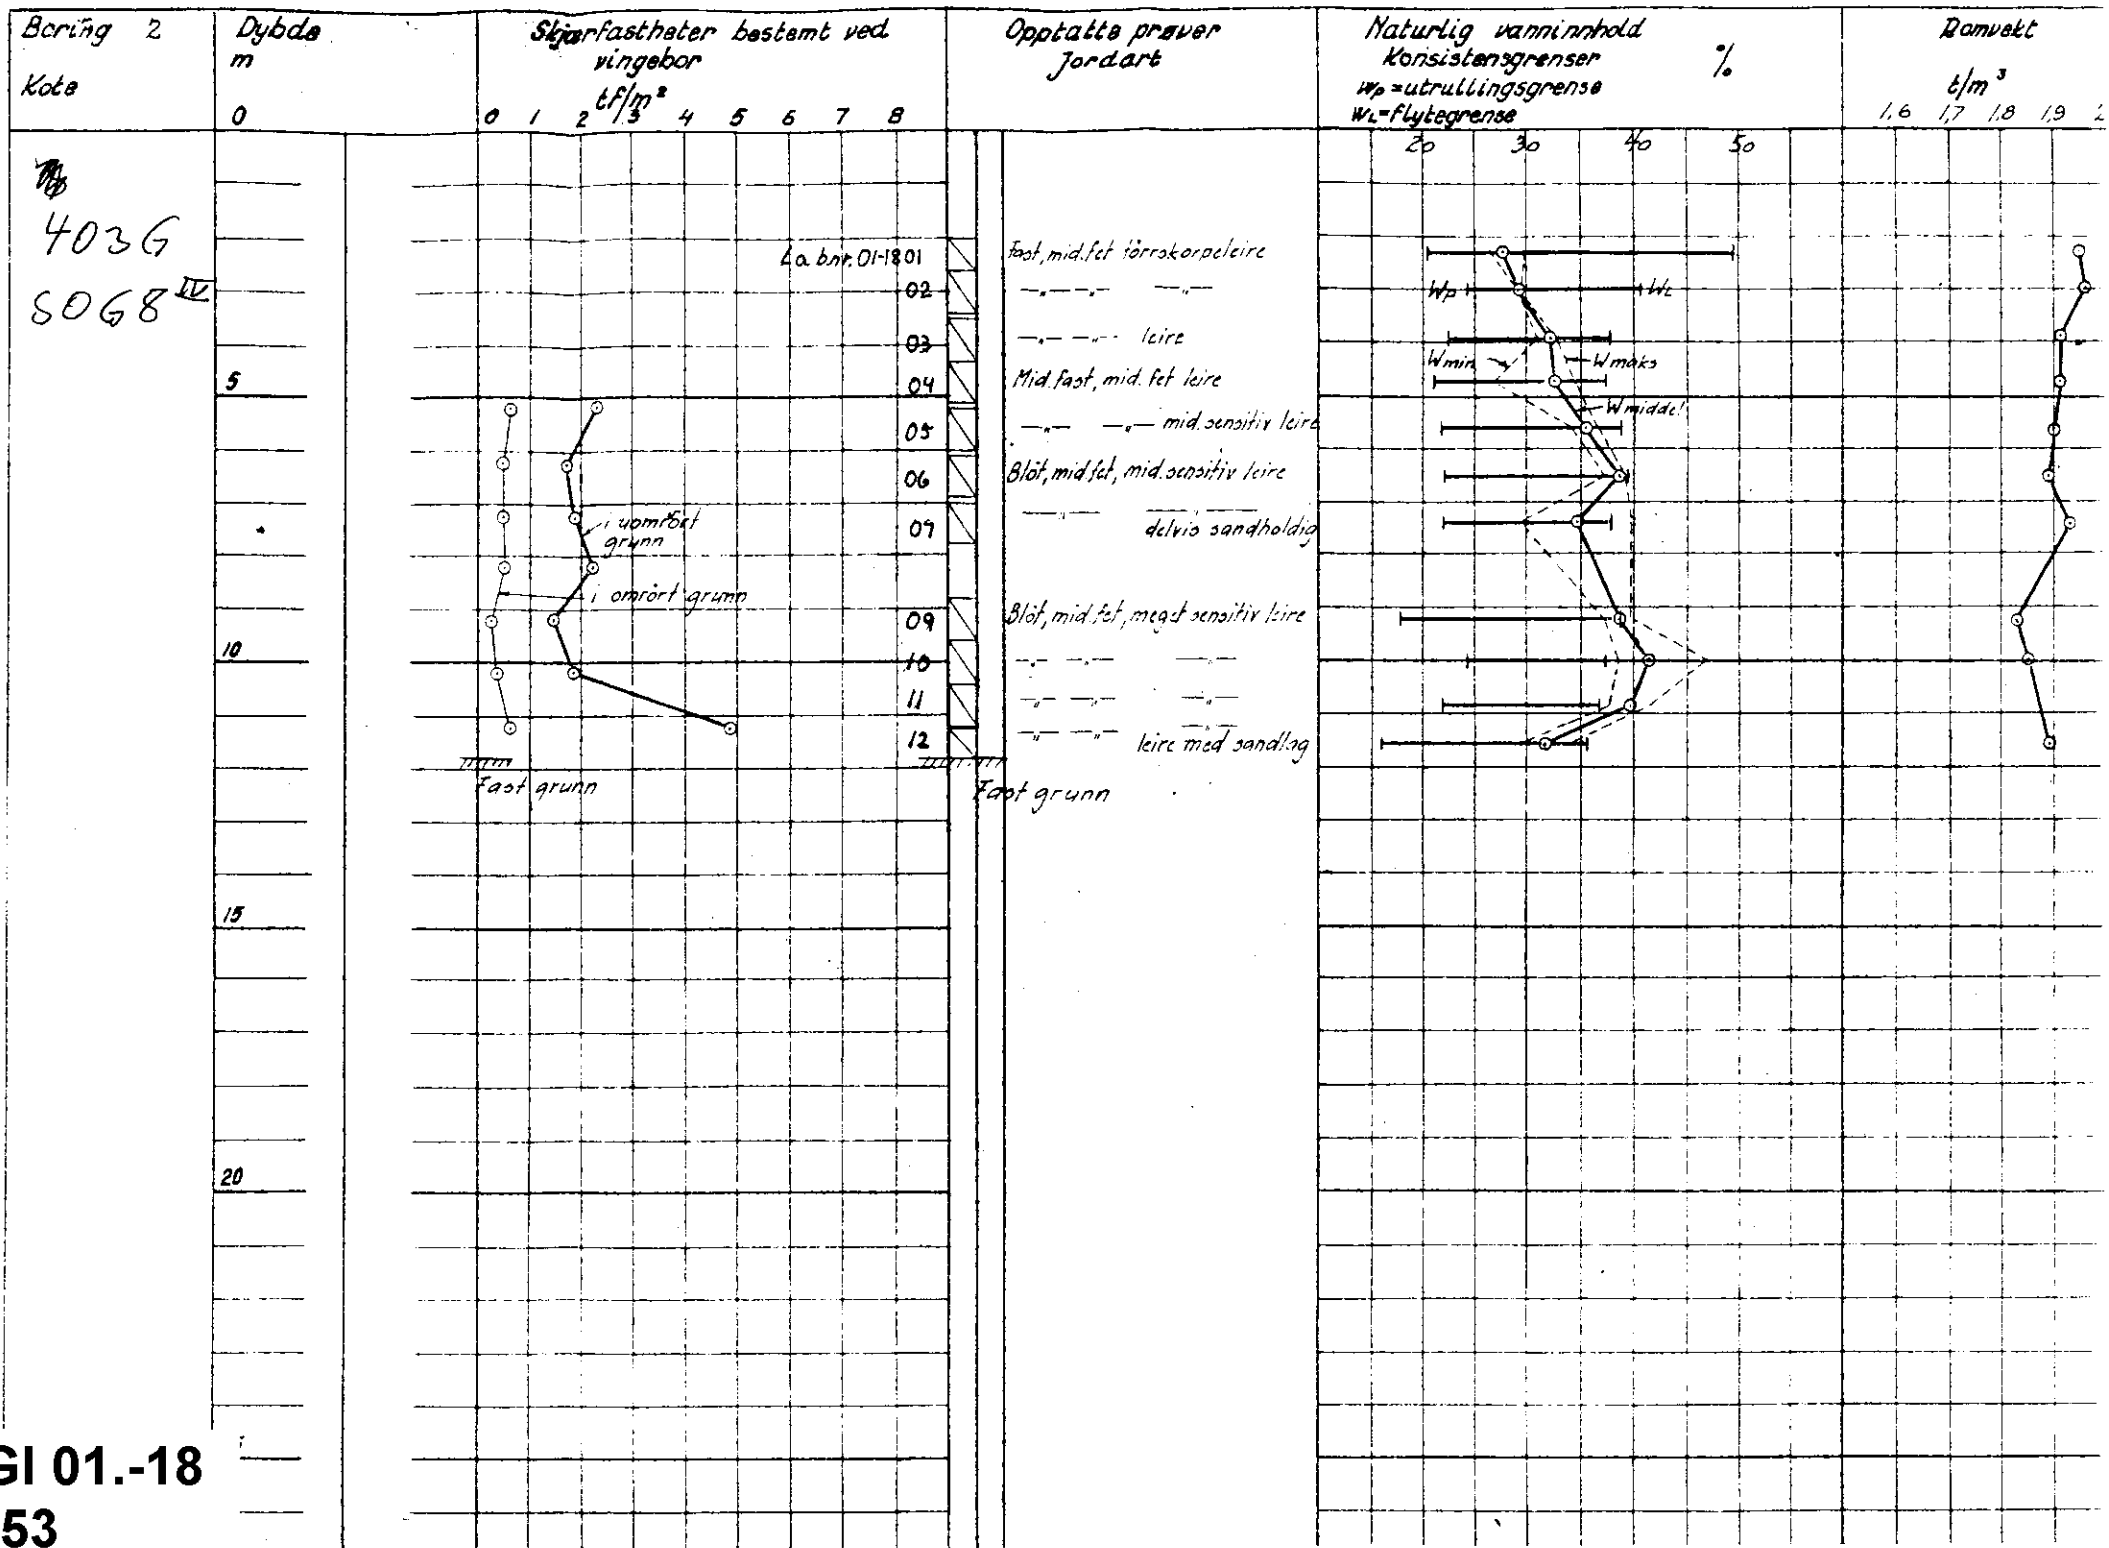 Boring 2
Kote
Dybde
m
0
Skjærfastheter bestemt ved
vingebor
tf/m²
0 1 2 3 4 5 6 7 8
Opptatte prøver
Jordart
Naturlig vanninnhold
Konsistensgrenser %
Wp = utrullingsgrense
WL = flytegrense
20 30 40 50
Romvekt
t/m³
1,6 1,7 1,8 1,9
403G
SOG8 IV
Lab.nr. 01-18 01
Fast, mid.fet tørrskorpeleire
02
—"— —"— —"—
Wp WL
03
—"— —"— leire
Wmin Wmaks
5
04
Mid.fast, mid.fet leire
Wmiddel
05
—"— —"— mid.sensitiv leire
06
Bløt, mid.fet, mid.sensitiv leire
i uomrørt
grunn
07
—"— —"—
delvis sandholdig
i omrørt grunn
09
Bløt, mid.fet, meget sensitiv leire
10
10
—"— —"— —"—
11
—"— —"— —"—
12
—"— —"— —"—
leire med sandlag
Fast grunn
Fast grunn
15
20
GI 01.-18
53